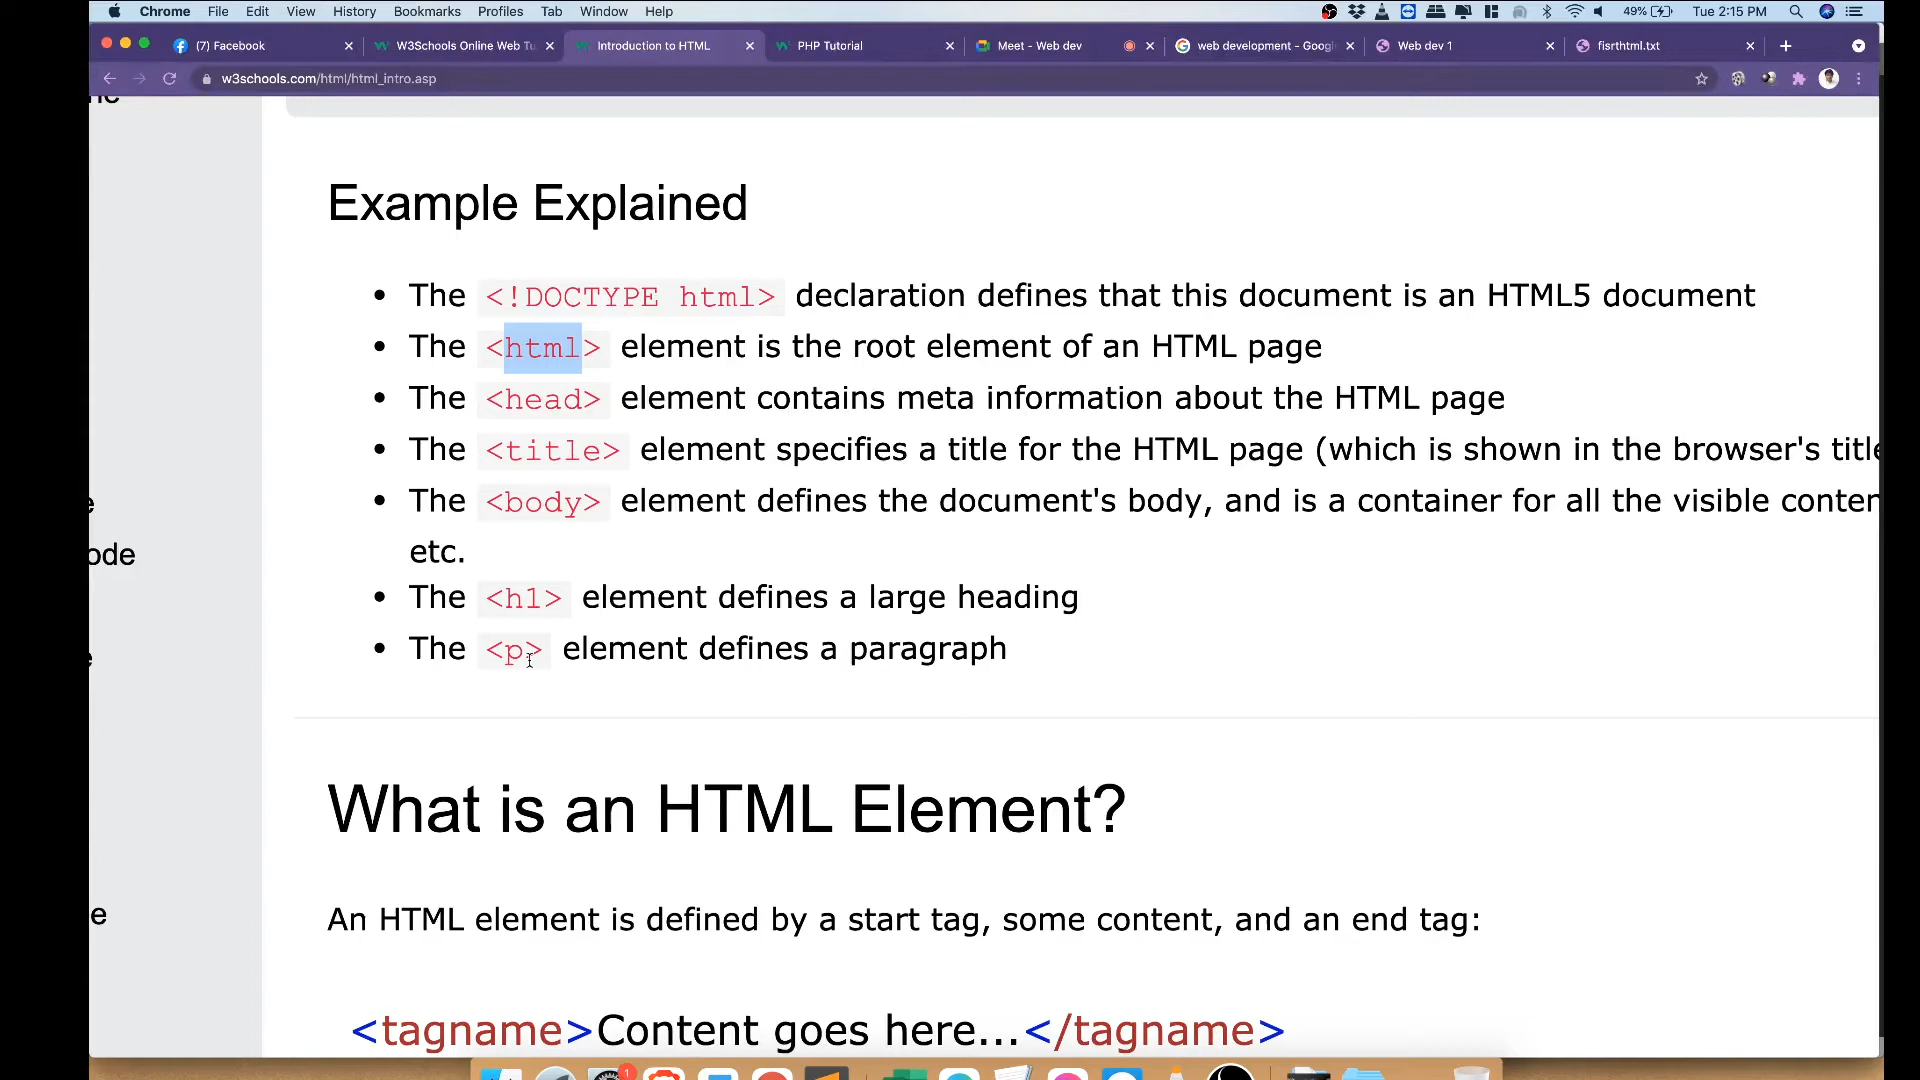 Chrome File Edit View History Bookmarks Profiles Tab Window Help 49% Tue 2:15 PM
(7) Facebook W3Schools Online Web Tu Introduction to HTML PHP Tutorial Meet - Web dev web development - Google Web dev 1 fisrthtml.txt
w3schools.com/html/html_intro.asp
Example Explained
• The <!DOCTYPE html> declaration defines that this document is an HTML5 document
• The <html> element is the root element of an HTML page
• The <head> element contains meta information about the HTML page
• The <title> element specifies a title for the HTML page (which is shown in the browser's title
• The <body> element defines the document's body, and is a container for all the visible conten
ode
etc.
• The <h1> element defines a large heading
• The <p> element defines a paragraph
What is an HTML Element?
e
An HTML element is defined by a start tag, some content, and an end tag:
<tagname>Content goes here...</tagname>
1